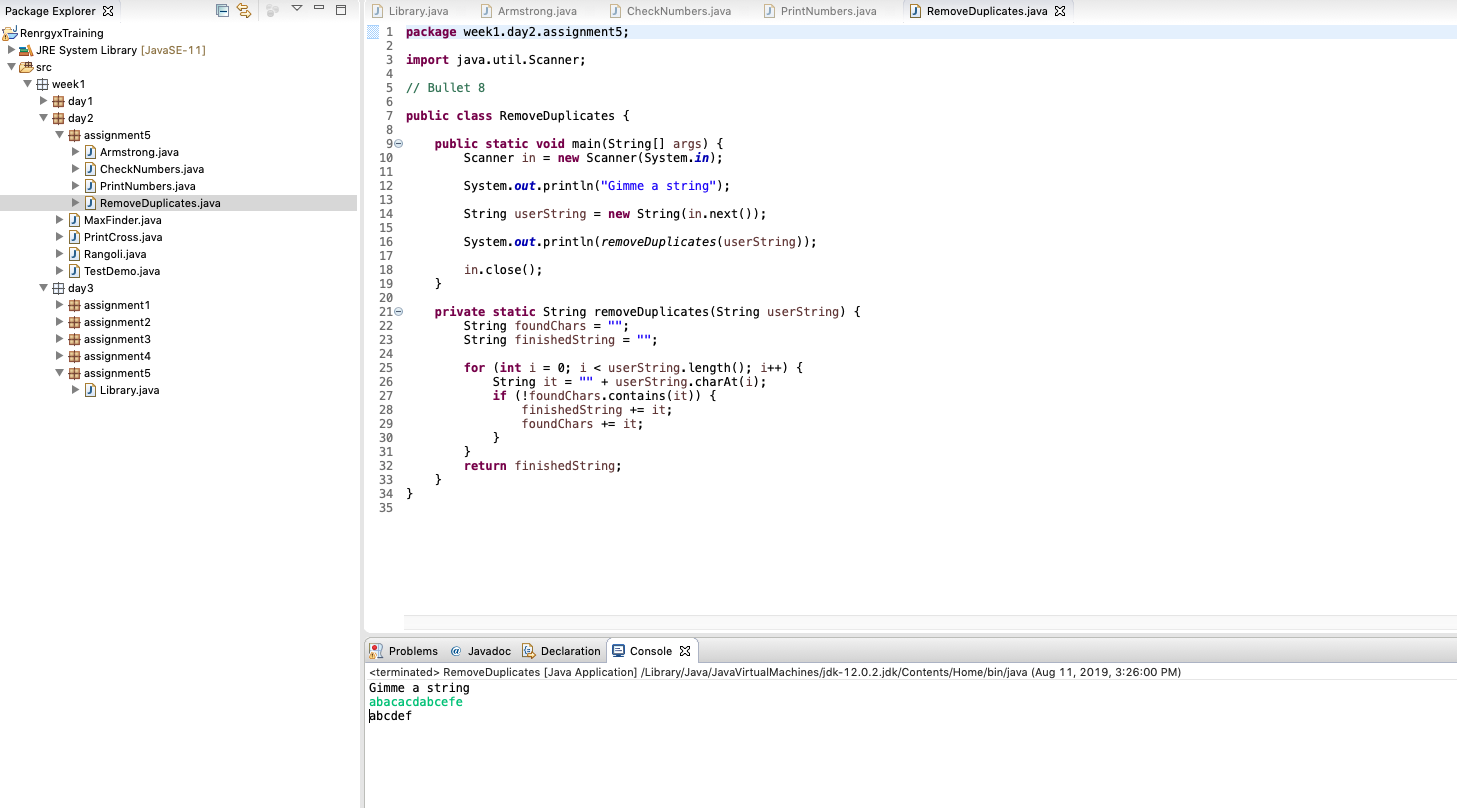 Package Explorer
RenrgyxTraining
JRE System Library [JavaSE-11]
src
week1
day1
day2
assignment5
Armstrong.java
CheckNumbers.java
PrintNumbers.java
RemoveDuplicates.java
MaxFinder.java
PrintCross.java
Rangoli.java
TestDemo.java
day3
assignment1
assignment2
assignment3
assignment4
assignment5
Library.java
Library.java Armstrong.java CheckNumbers.java PrintNumbers.java RemoveDuplicates.java
1 package week1.day2.assignment5;
2
3 import java.util.Scanner;
4
5 // Bullet 8
6
7 public class RemoveDuplicates {
8
9 public static void main(String[] args) {
10 Scanner in = new Scanner(System.in);
11
12 System.out.println("Gimme a string");
13
14 String userString = new String(in.next());
15
16 System.out.println(removeDuplicates(userString));
17
18 in.close();
19 }
20
21 private static String removeDuplicates(String userString) {
22 String foundChars = "";
23 String finishedString = "";
24
25 for (int i = 0; i < userString.length(); i++) {
26 String it = "" + userString.charAt(i);
27 if (!foundChars.contains(it)) {
28 finishedString += it;
29 foundChars += it;
30 }
31 }
32 return finishedString;
33 }
34 }
35
Problems @ Javadoc Declaration Console
<terminated> RemoveDuplicates [Java Application] /Library/Java/JavaVirtualMachines/jdk-12.0.2.jdk/Contents/Home/bin/java (Aug 11, 2019, 3:26:00 PM)
Gimme a string
abacacdabcefe
abcdef